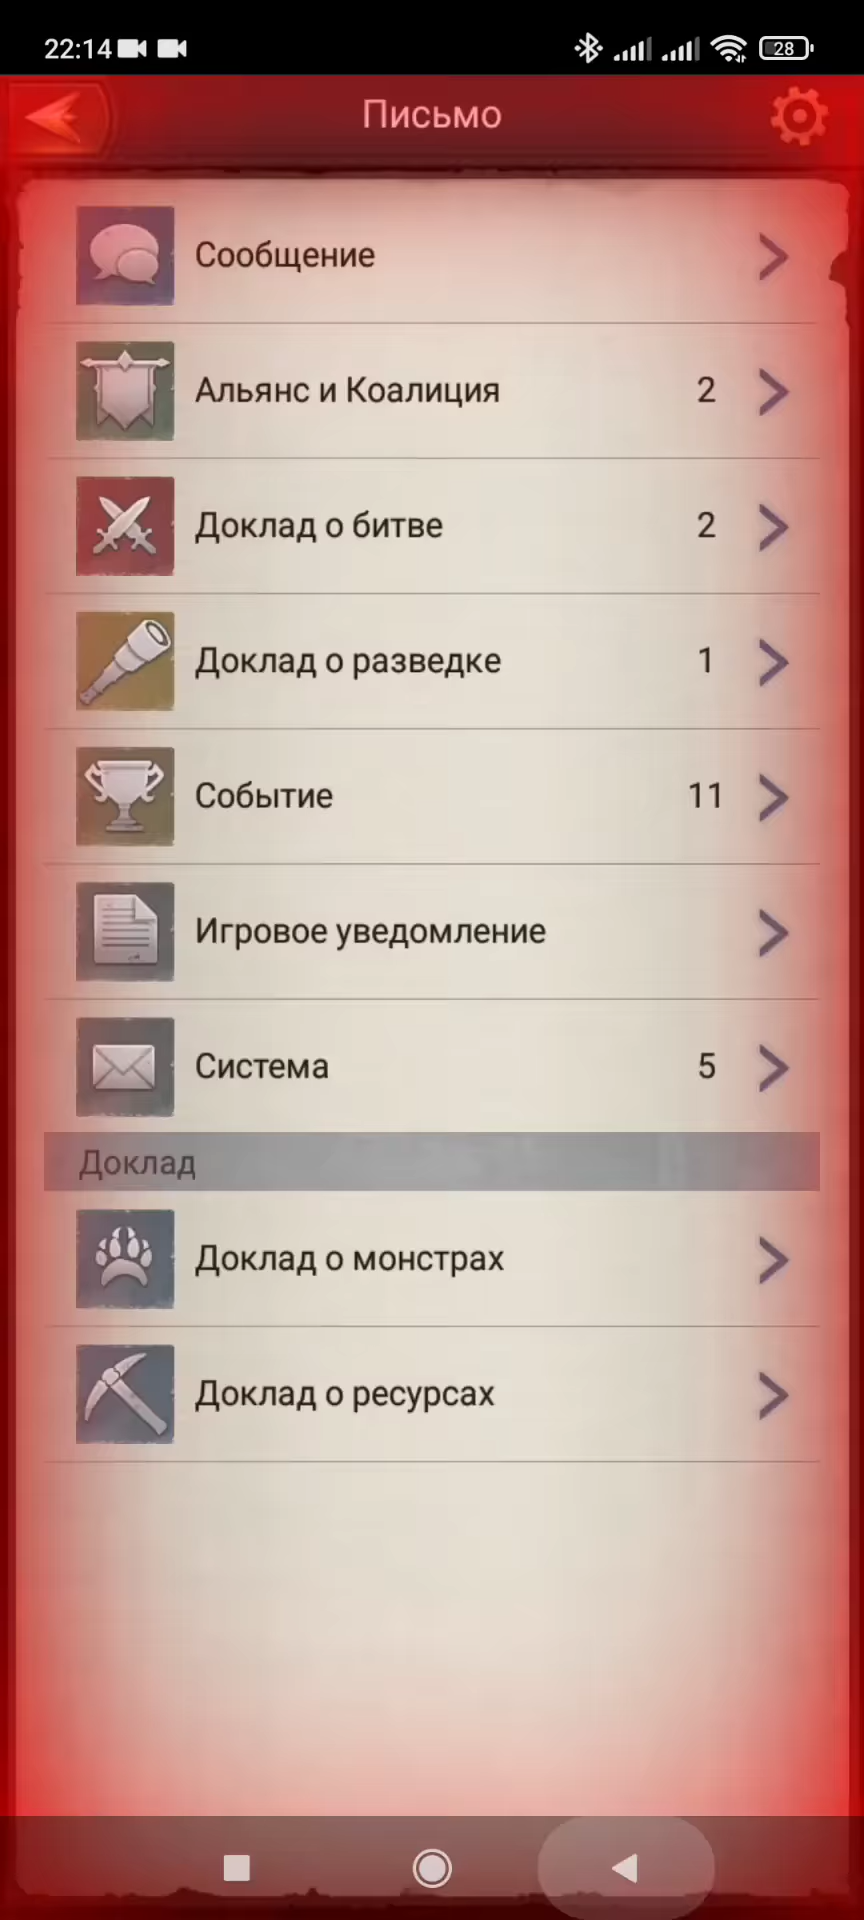 22:14
28
Письмо
Сообщение
Альянс и Коалиция 2
Доклад о битве 2
Доклад о разведке 1
Событие 11
Игровое уведомление
Система 5
Доклад
Доклад о монстрах
Доклад о ресурсах